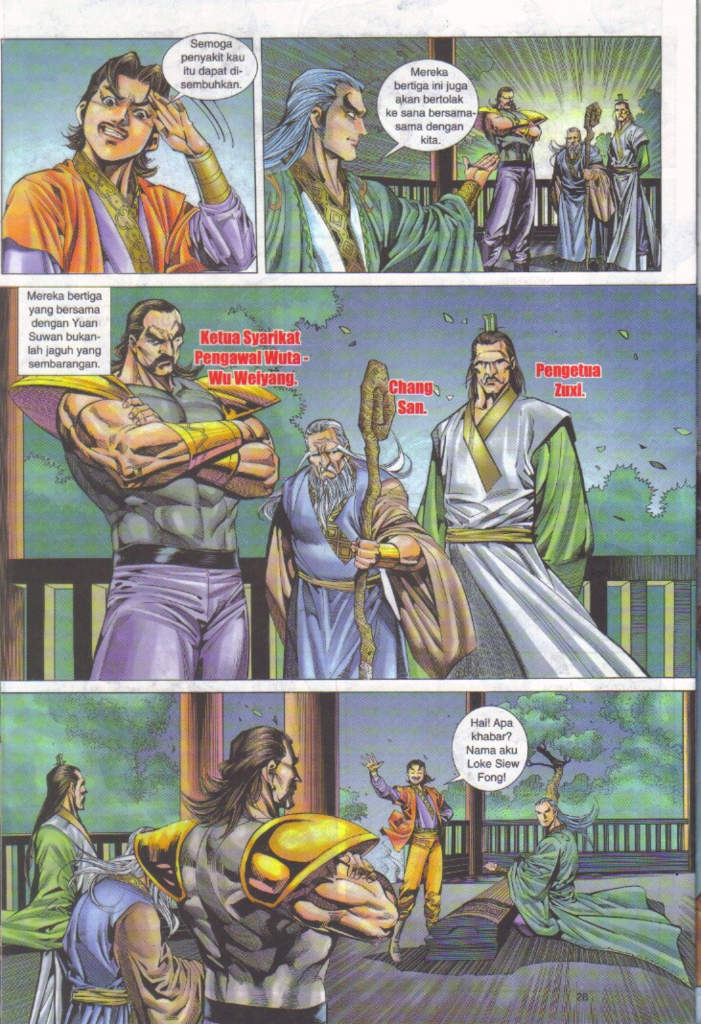 Semoga
penyakit kau
itu dapat di-
sembuhkan.
Mereka
bertiga ini juga
akan bertolak
ke sana bersama-
sama dengan
kita.
Mereka bertiga
yang bersama
dengan Yuan
Suwan bukan-
lah jaguh yang
sembarangan.
Ketua Syarikat
Pengawal Wuta -
Wu Weiyang.
Chang
San.
Pengetua
Zuxi.
Hai! Apa
khabar?
Nama aku
Loke Siew
Fong!
28